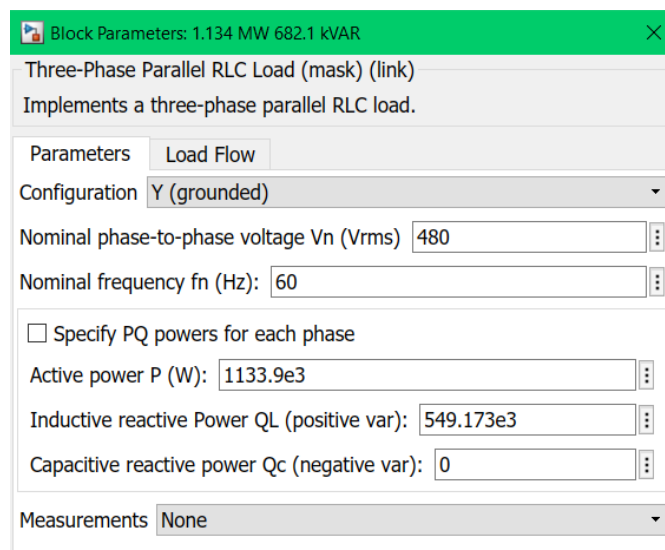 Block Parameters: 1.134 MW 682.1 kVAR
Three-Phase Parallel RLC Load (mask) (link)
Implements a three-phase parallel RLC load.
Parameters Load Flow
Configuration Y (grounded)
Nominal phase-to-phase voltage Vn (Vrms) 480
Nominal frequency fn (Hz): 60
Specify PQ powers for each phase
Active power P (W): 1133.9e3
Inductive reactive Power QL (positive var): 549.173e3
Capacitive reactive power Qc (negative var): 0
Measurements None